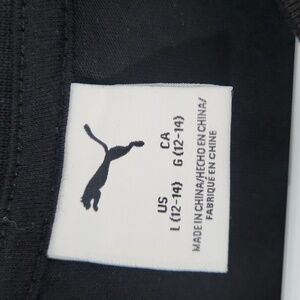 US
L (12-14)
CA
G (12-14)
MADE IN CHINA/HECHO EN CHINA/
FABRIQUÉ EN CHINE